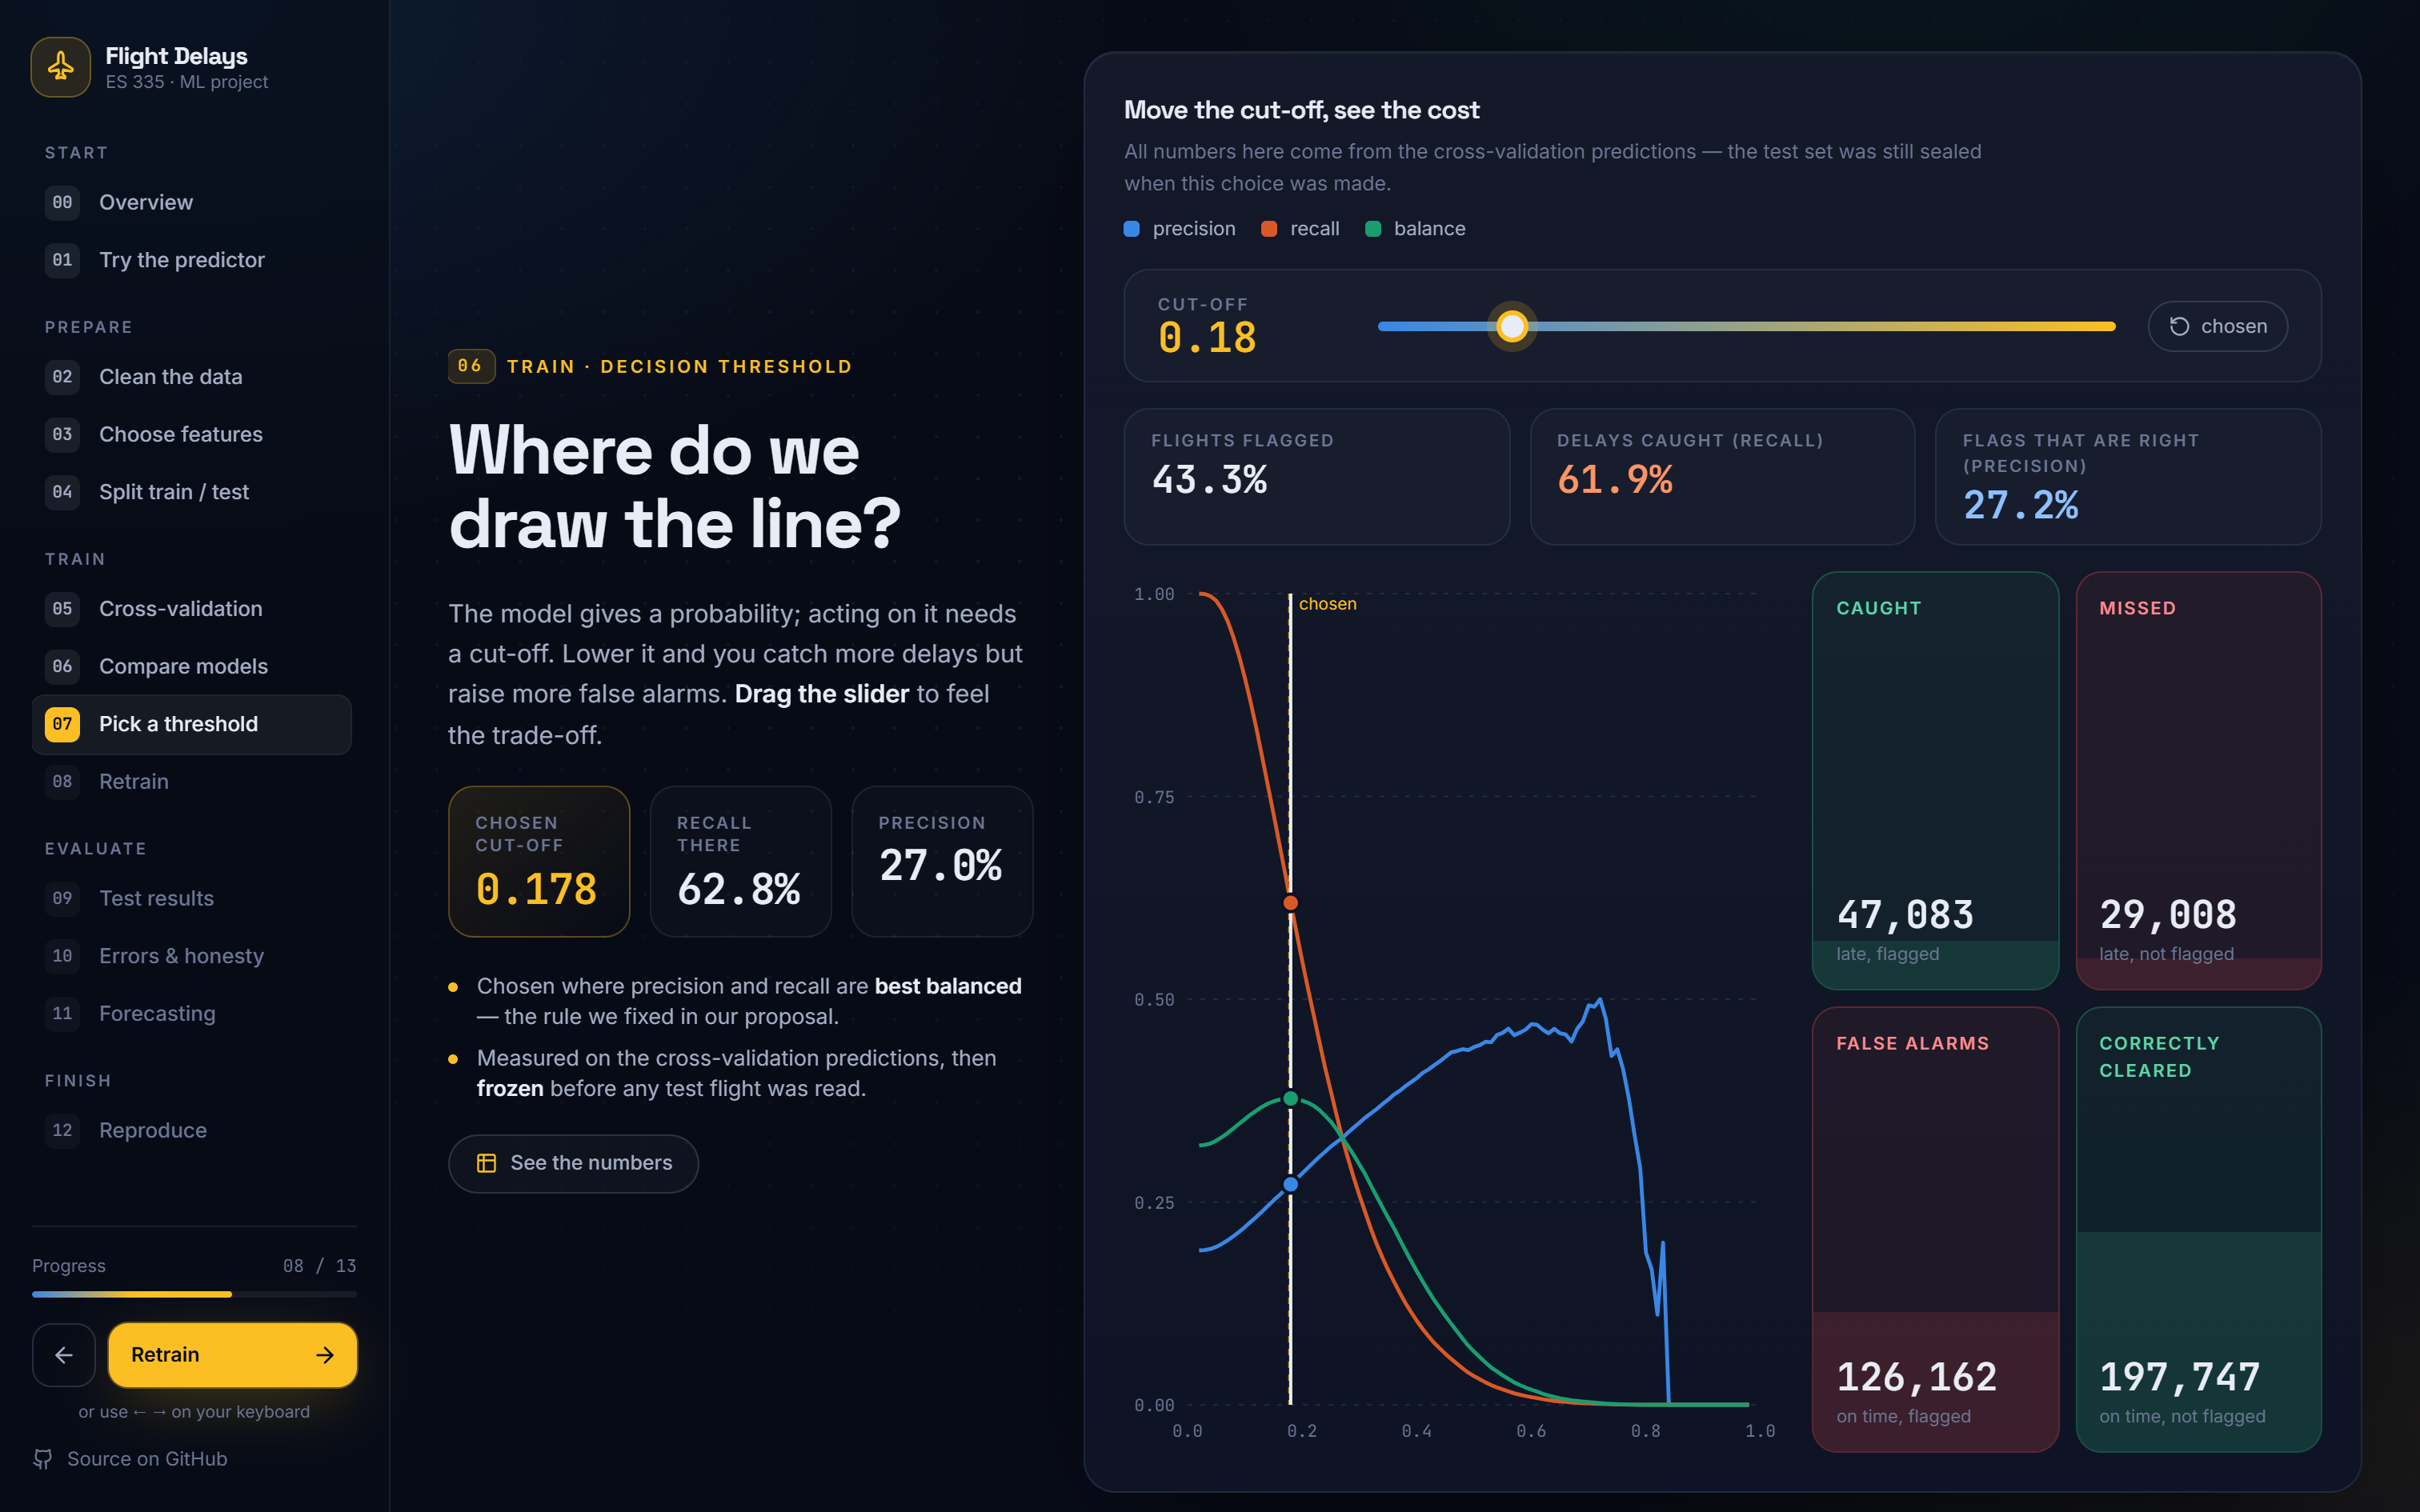 Flight Delays
ES 335 · ML project
START
00 Overview
01 Try the predictor
PREPARE
02 Clean the data
03 Choose features
04 Split train / test
TRAIN
05 Cross-validation
06 Compare models
07 Pick a threshold
08 Retrain
EVALUATE
09 Test results
10 Errors & honesty
11 Forecasting
FINISH
12 Reproduce
Progress 08 / 13
Retrain
or use ← → on your keyboard
Source on GitHub
06 TRAIN · DECISION THRESHOLD
Where do we
draw the line?
The model gives a probability; acting on it needs
a cut-off. Lower it and you catch more delays but
raise more false alarms. Drag the slider to feel
the trade-off.
CHOSEN
CUT-OFF
0.178
RECALL
THERE
62.8%
PRECISION
27.0%
Chosen where precision and recall are best balanced
— the rule we fixed in our proposal.
Measured on the cross-validation predictions, then
frozen before any test flight was read.
See the numbers
Move the cut-off, see the cost
All numbers here come from the cross-validation predictions — the test set was still sealed
when this choice was made.
precision recall balance
CUT-OFF
0.18
chosen
FLIGHTS FLAGGED
43.3%
DELAYS CAUGHT (RECALL)
61.9%
FLAGS THAT ARE RIGHT
(PRECISION)
27.2%
1.00
0.75
0.50
0.25
0.00
chosen
0.0 0.2 0.4 0.6 0.8 1.0
CAUGHT
47,083
late, flagged
MISSED
29,008
late, not flagged
FALSE ALARMS
126,162
on time, flagged
CORRECTLY
CLEARED
197,747
on time, not flagged